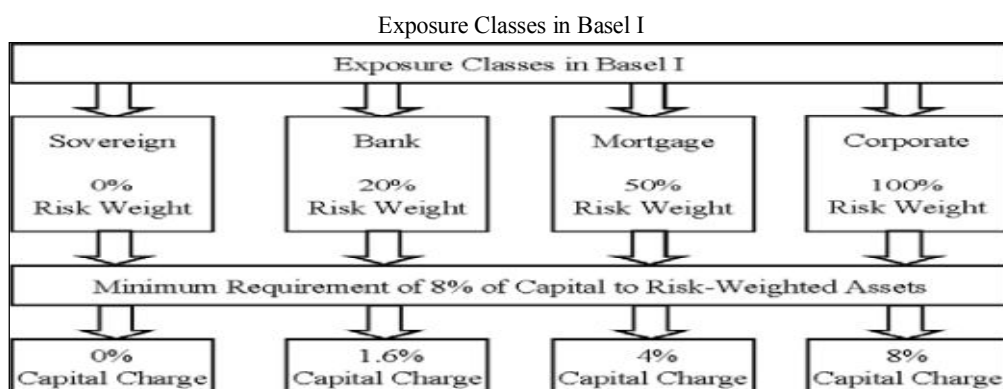 Exposure Classes in Basel I
Exposure Classes in Basel I
Sovereign
0%
Risk Weight
Bank
20%
Risk Weight
Mortgage
50%
Risk Weight
Corporate
100%
Risk Weight
Minimum Requirement of 8% of Capital to Risk-Weighted Assets
0%
Capital Charge
1.6%
Capital Charge
4%
Capital Charge
8%
Capital Charge